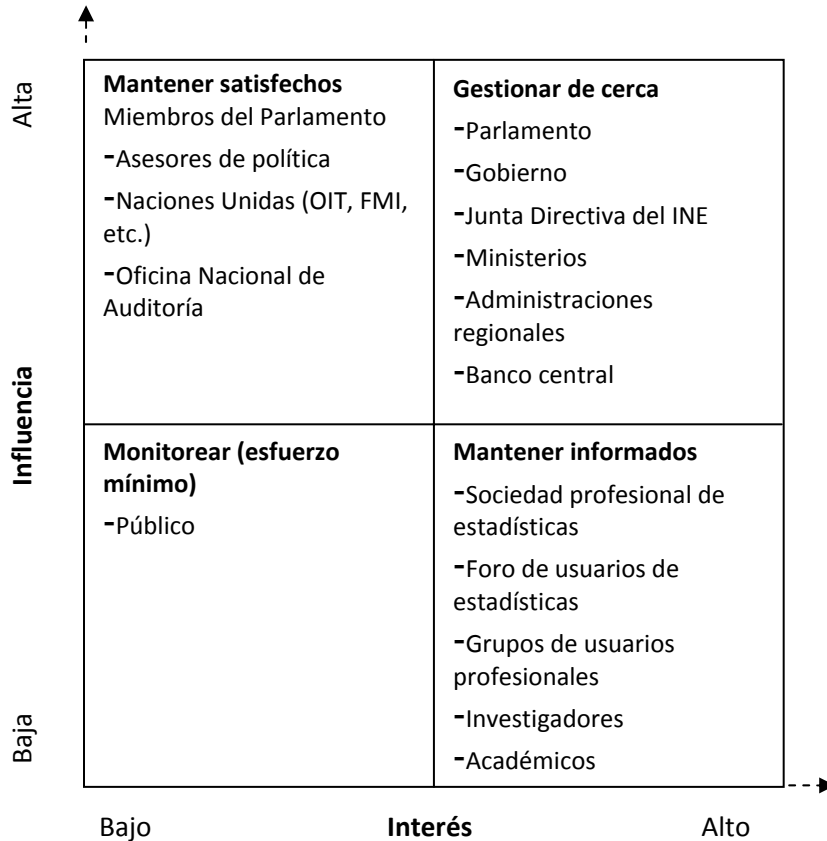 Alta
Influencia
Baja
Mantener satisfechos
Miembros del Parlamento
-Asesores de política
-Naciones Unidas (OIT, FMI,
etc.)
-Oficina Nacional de
Auditoría
Gestionar de cerca
-Parlamento
-Gobierno
-Junta Directiva del INE
-Ministerios
-Administraciones
regionales
-Banco central
Monitorear (esfuerzo
mínimo)
-Público
Mantener informados
-Sociedad profesional de
estadísticas
-Foro de usuarios de
estadísticas
-Grupos de usuarios
profesionales
-Investigadores
-Académicos
Bajo
Interés
Alto